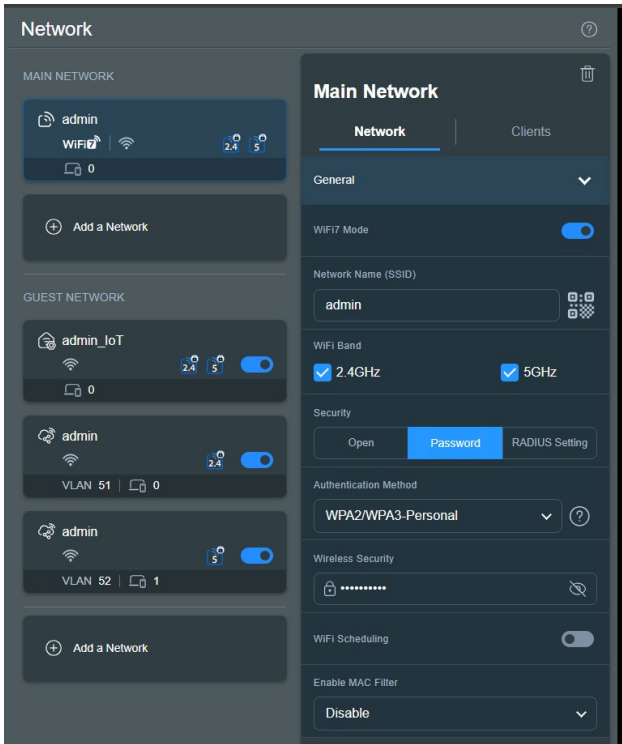 Network
MAIN NETWORK
admin
WiFi 7
2.4 5
0
Add a Network
GUEST NETWORK
admin_IoT
2.4 5
0
admin
2.4
VLAN 51 0
admin
5
VLAN 52 1
Add a Network
Main Network
Network Clients
General
WiFi7 Mode
Network Name (SSID)
admin
WiFi Band
2.4GHz 5GHz
Security
Open Password RADIUS Setting
Authentication Method
WPA2/WPA3-Personal
Wireless Security
••••••••••
WiFi Scheduling
Enable MAC Filter
Disable